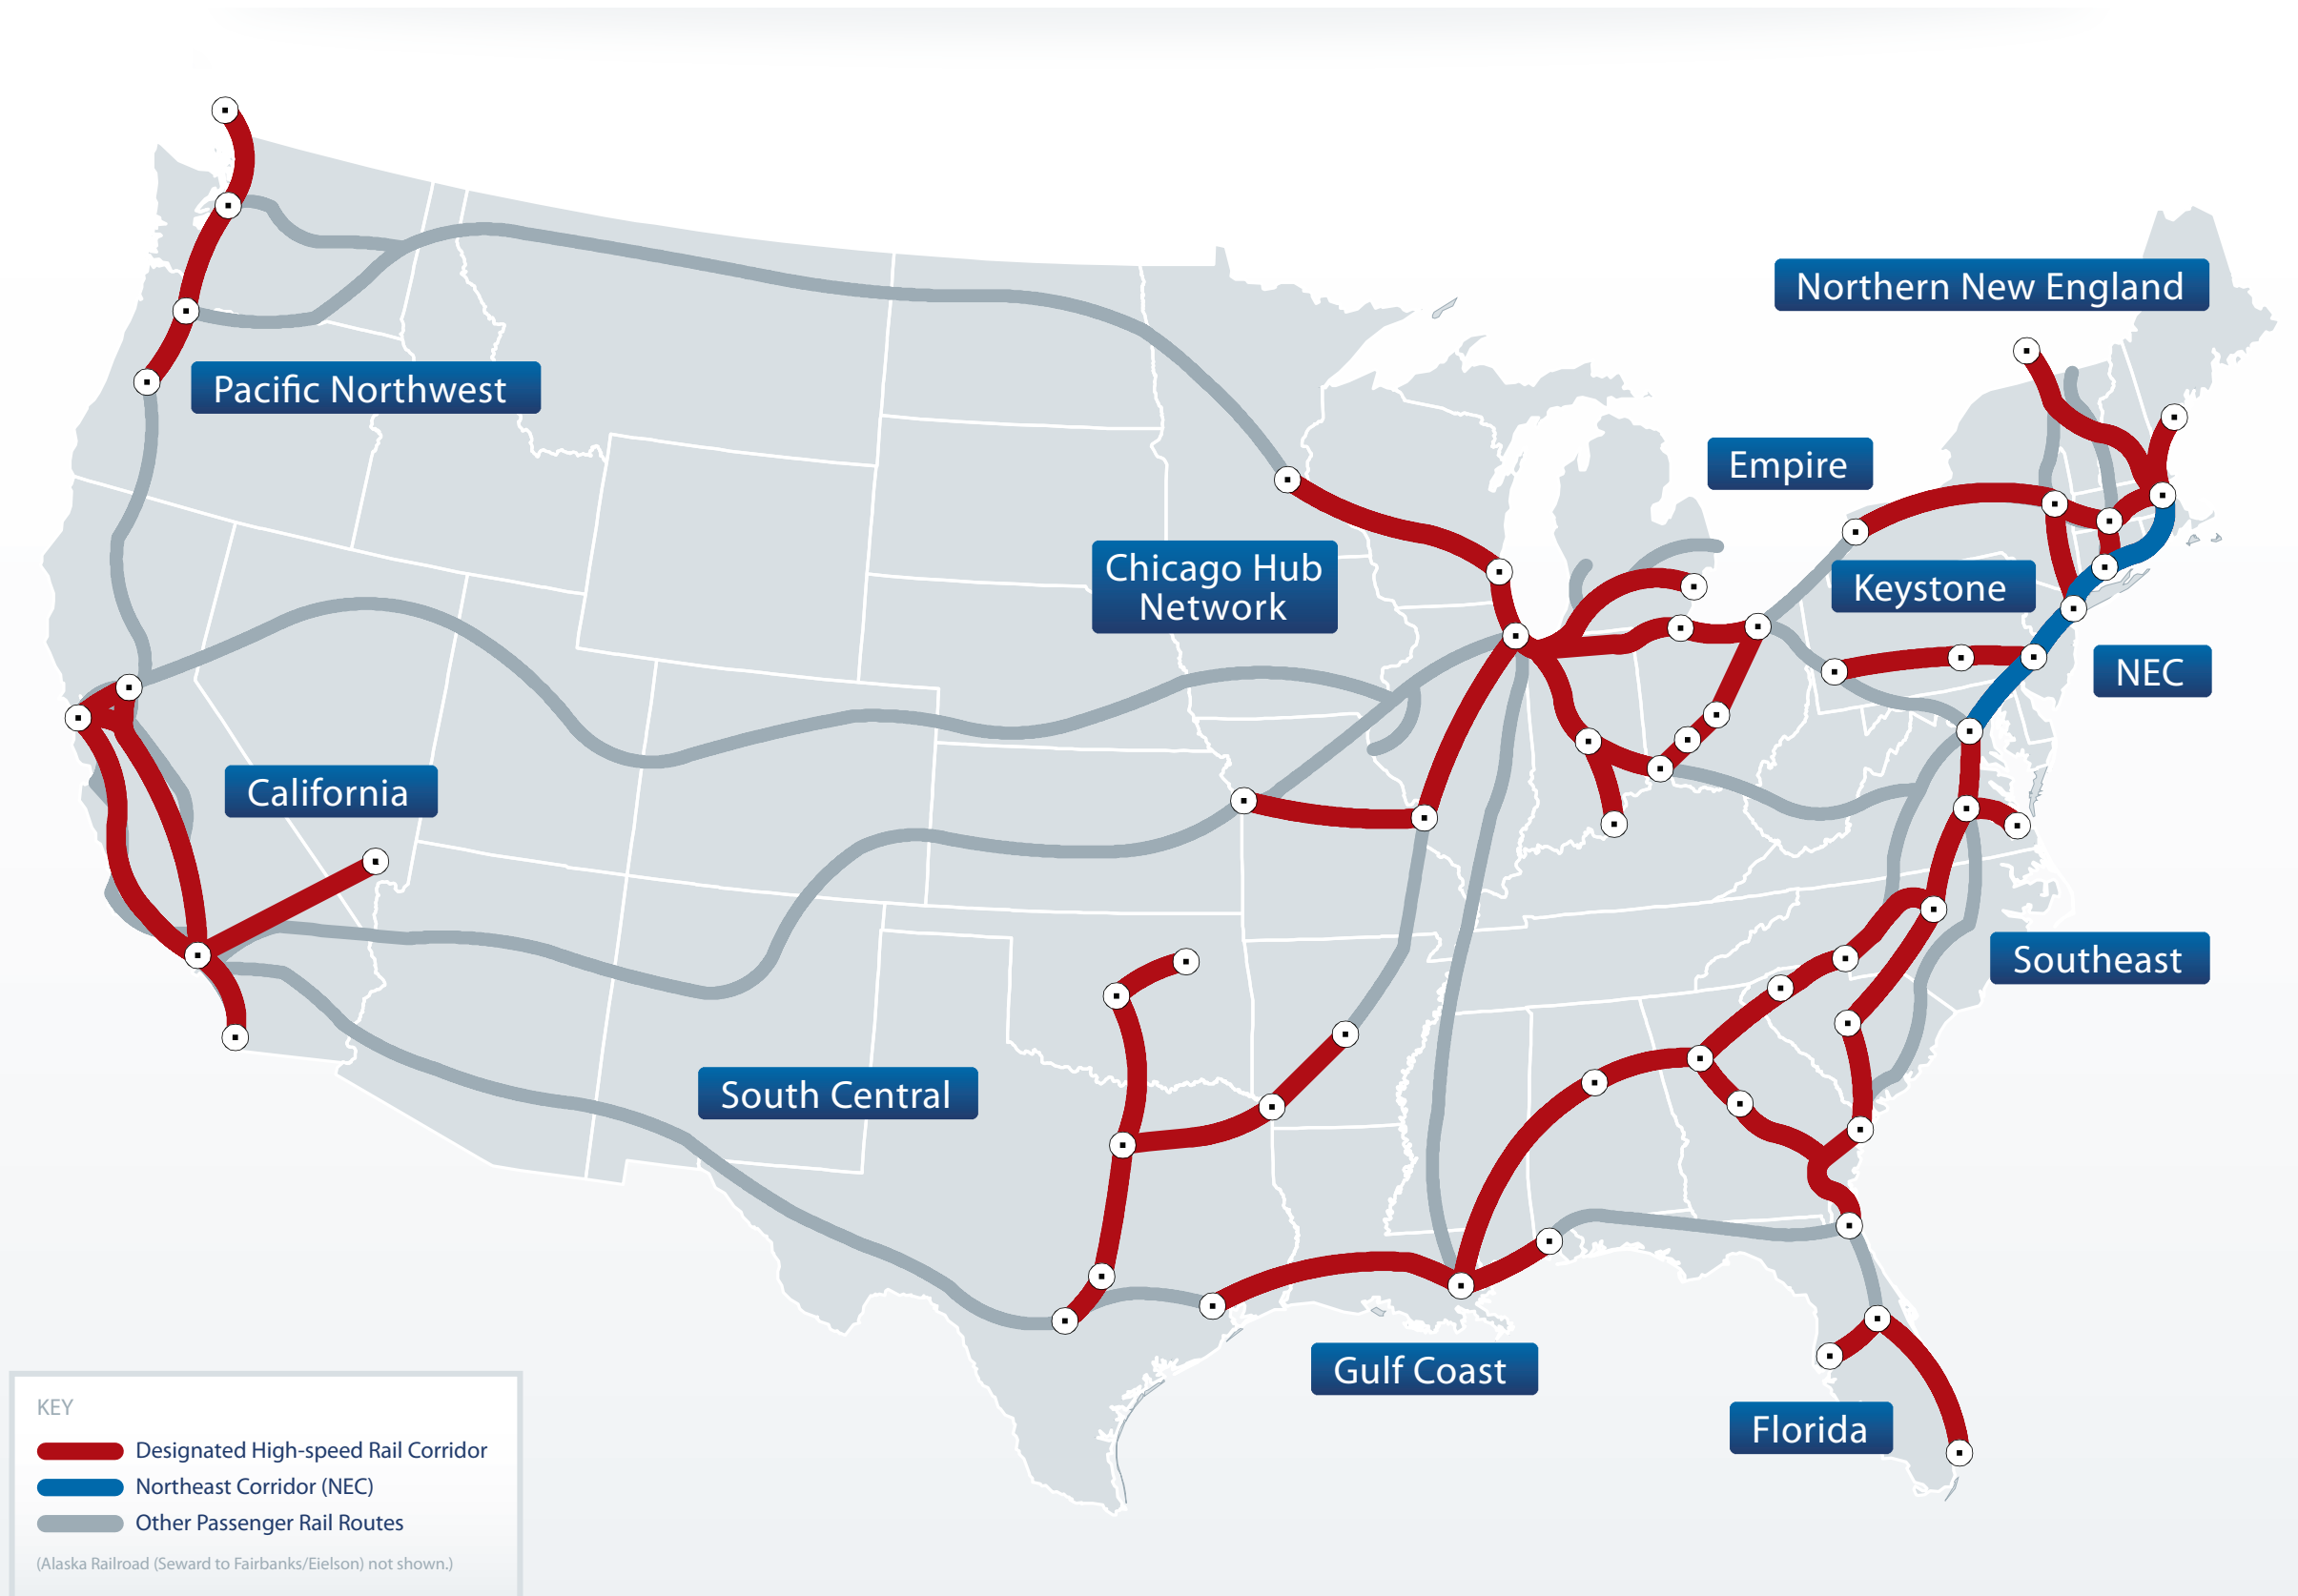 Northern New England
Pacific Northwest
Empire
Chicago Hub
Network
Keystone
NEC
California
Southeast
South Central
Gulf Coast
Florida
KEY
Designated High-speed Rail Corridor
Northeast Corridor (NEC)
Other Passenger Rail Routes
(Alaska Railroad (Seward to Fairbanks/Eielson) not shown.)